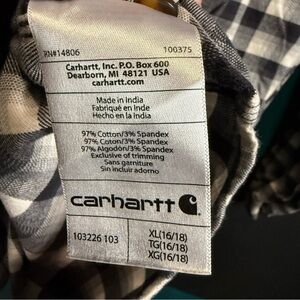 RN#14806 100375
Carhartt, Inc. P.O. Box 600
Dearborn, MI 48121 USA
carhartt.com
Made in India
Fabriqué en Inde
Hecho en la India
97% Cotton/3% Spandex
97% Coton/3% Spandex
97% Algodón/3% Spandex
Exclusive of trimming
Sans garniture
Sin incluir adorno
carhartt
103226 103
XL(16/18)
TG(16/18)
XG(16/18)